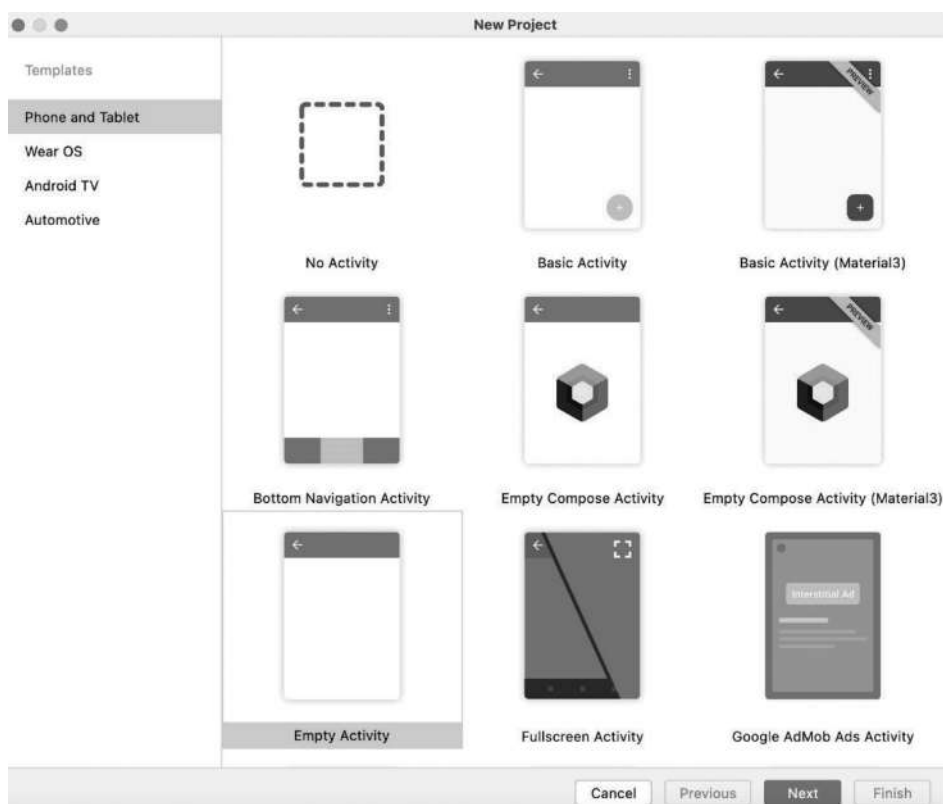 New Project
Templates
Phone and Tablet
Wear OS
Android TV
Automotive
No Activity
Basic Activity
PREVIEW
Basic Activity (Material3)
Bottom Navigation Activity
Empty Compose Activity
PREVIEW
Empty Compose Activity (Material3)
Empty Activity
Fullscreen Activity
Interstitial Ad
Google AdMob Ads Activity
Cancel
Previous
Next
Finish